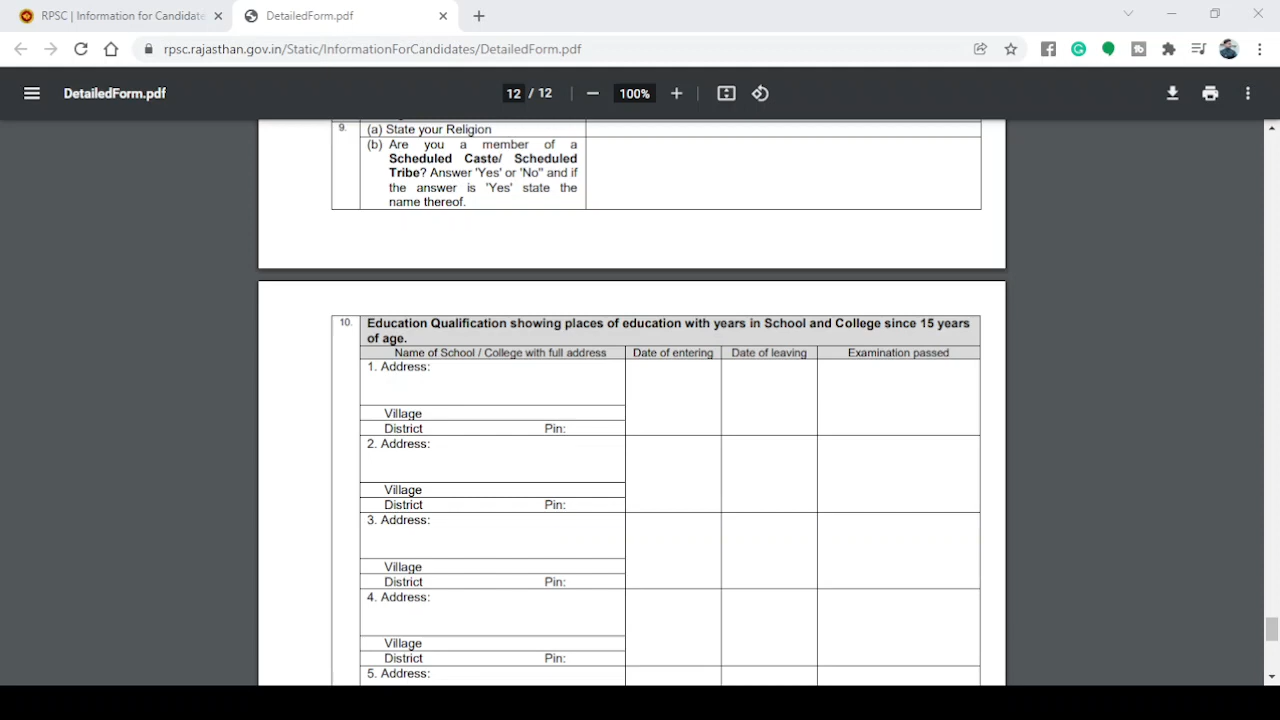 RPSC | Information for Candidate
DetailedForm.pdf
rpsc.rajasthan.gov.in/Static/InformationForCandidates/DetailedForm.pdf
DetailedForm.pdf
12 / 12
100%
9. (a) State your Religion
(b) Are you a member of a
Scheduled Caste/ Scheduled
Tribe? Answer 'Yes' or 'No" and if
the answer is 'Yes' state the
name thereof.
10. Education Qualification showing places of education with years in School and College since 15 years
of age.
Name of School / College with full address Date of entering Date of leaving Examination passed
1. Address:
Village
District Pin:
2. Address:
Village
District Pin:
3. Address:
Village
District Pin:
4. Address:
Village
District Pin:
5. Address: